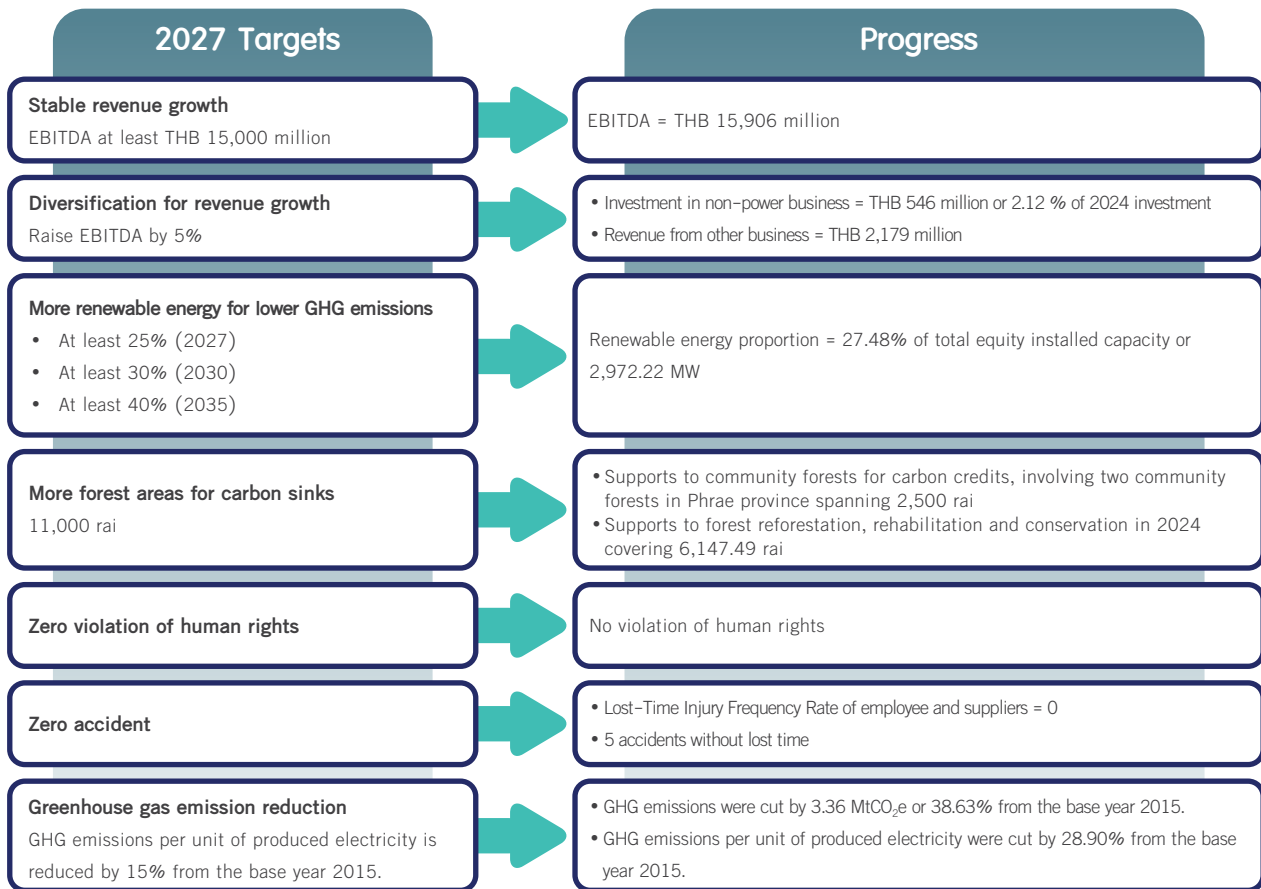 2027 Targets
Progress
Stable revenue growth
EBITDA at least THB 15,000 million
EBITDA = THB 15,906 million
Diversification for revenue growth
Raise EBITDA by 5%
• Investment in non-power business = THB 546 million or 2.12 % of 2024 investment
• Revenue from other business = THB 2,179 million
More renewable energy for lower GHG emissions
• At least 25% (2027)
• At least 30% (2030)
• At least 40% (2035)
Renewable energy proportion = 27.48% of total equity installed capacity or
2,972.22 MW
More forest areas for carbon sinks
11,000 rai
• Supports to community forests for carbon credits, involving two community
forests in Phrae province spanning 2,500 rai
• Supports to forest reforestation, rehabilitation and conservation in 2024
covering 6,147.49 rai
Zero violation of human rights
No violation of human rights
Zero accident
• Lost-Time Injury Frequency Rate of employee and suppliers = 0
• 5 accidents without lost time
Greenhouse gas emission reduction
GHG emissions per unit of produced electricity is
reduced by 15% from the base year 2015.
• GHG emissions were cut by 3.36 MtCO₂e or 38.63% from the base year 2015.
• GHG emissions per unit of produced electricity were cut by 28.90% from the base
year 2015.